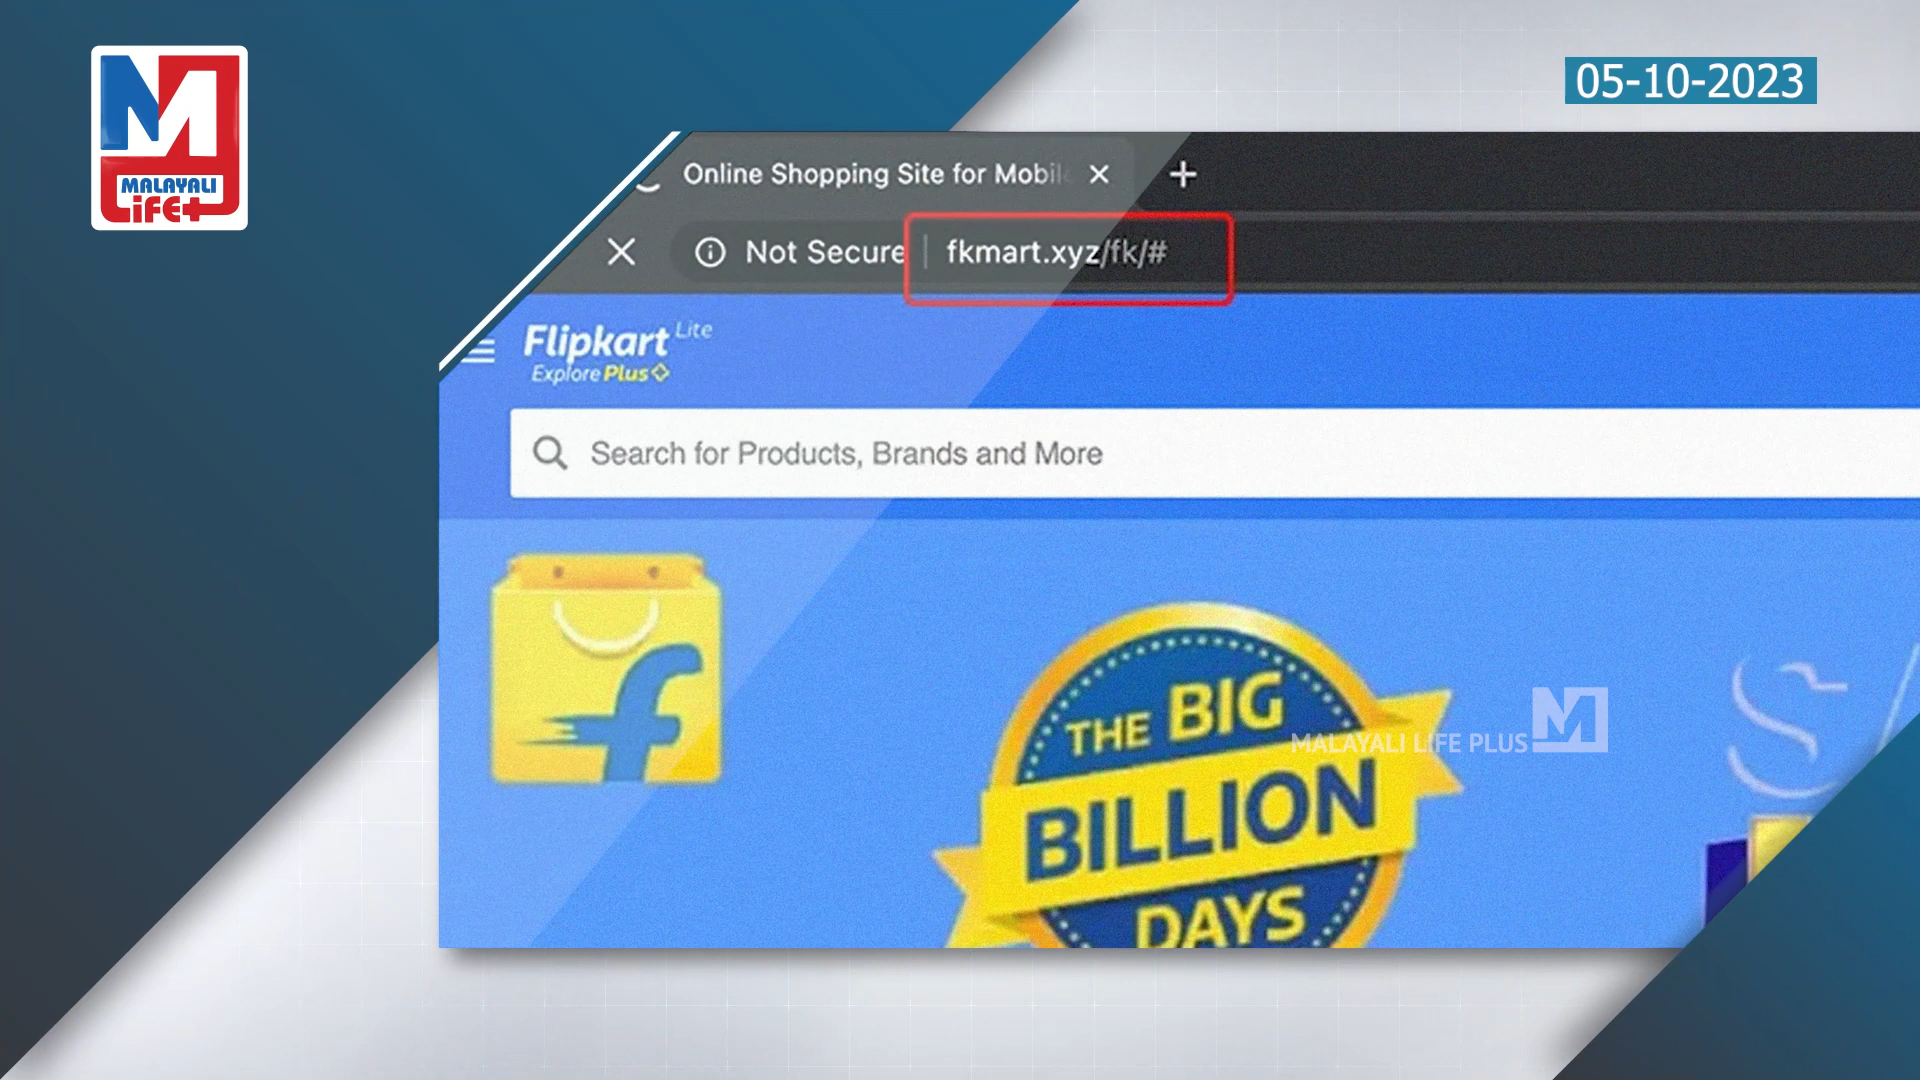 MALAYALI
LiFE+
05-10-2023
Online Shopping Site for Mobil
Not Secure | fkmart.xyz/fk/#
Flipkart Lite
Explore Plus
Search for Products, Brands and More
THE BIG
BILLION
DAYS
MALAYALI LIFE PLUS